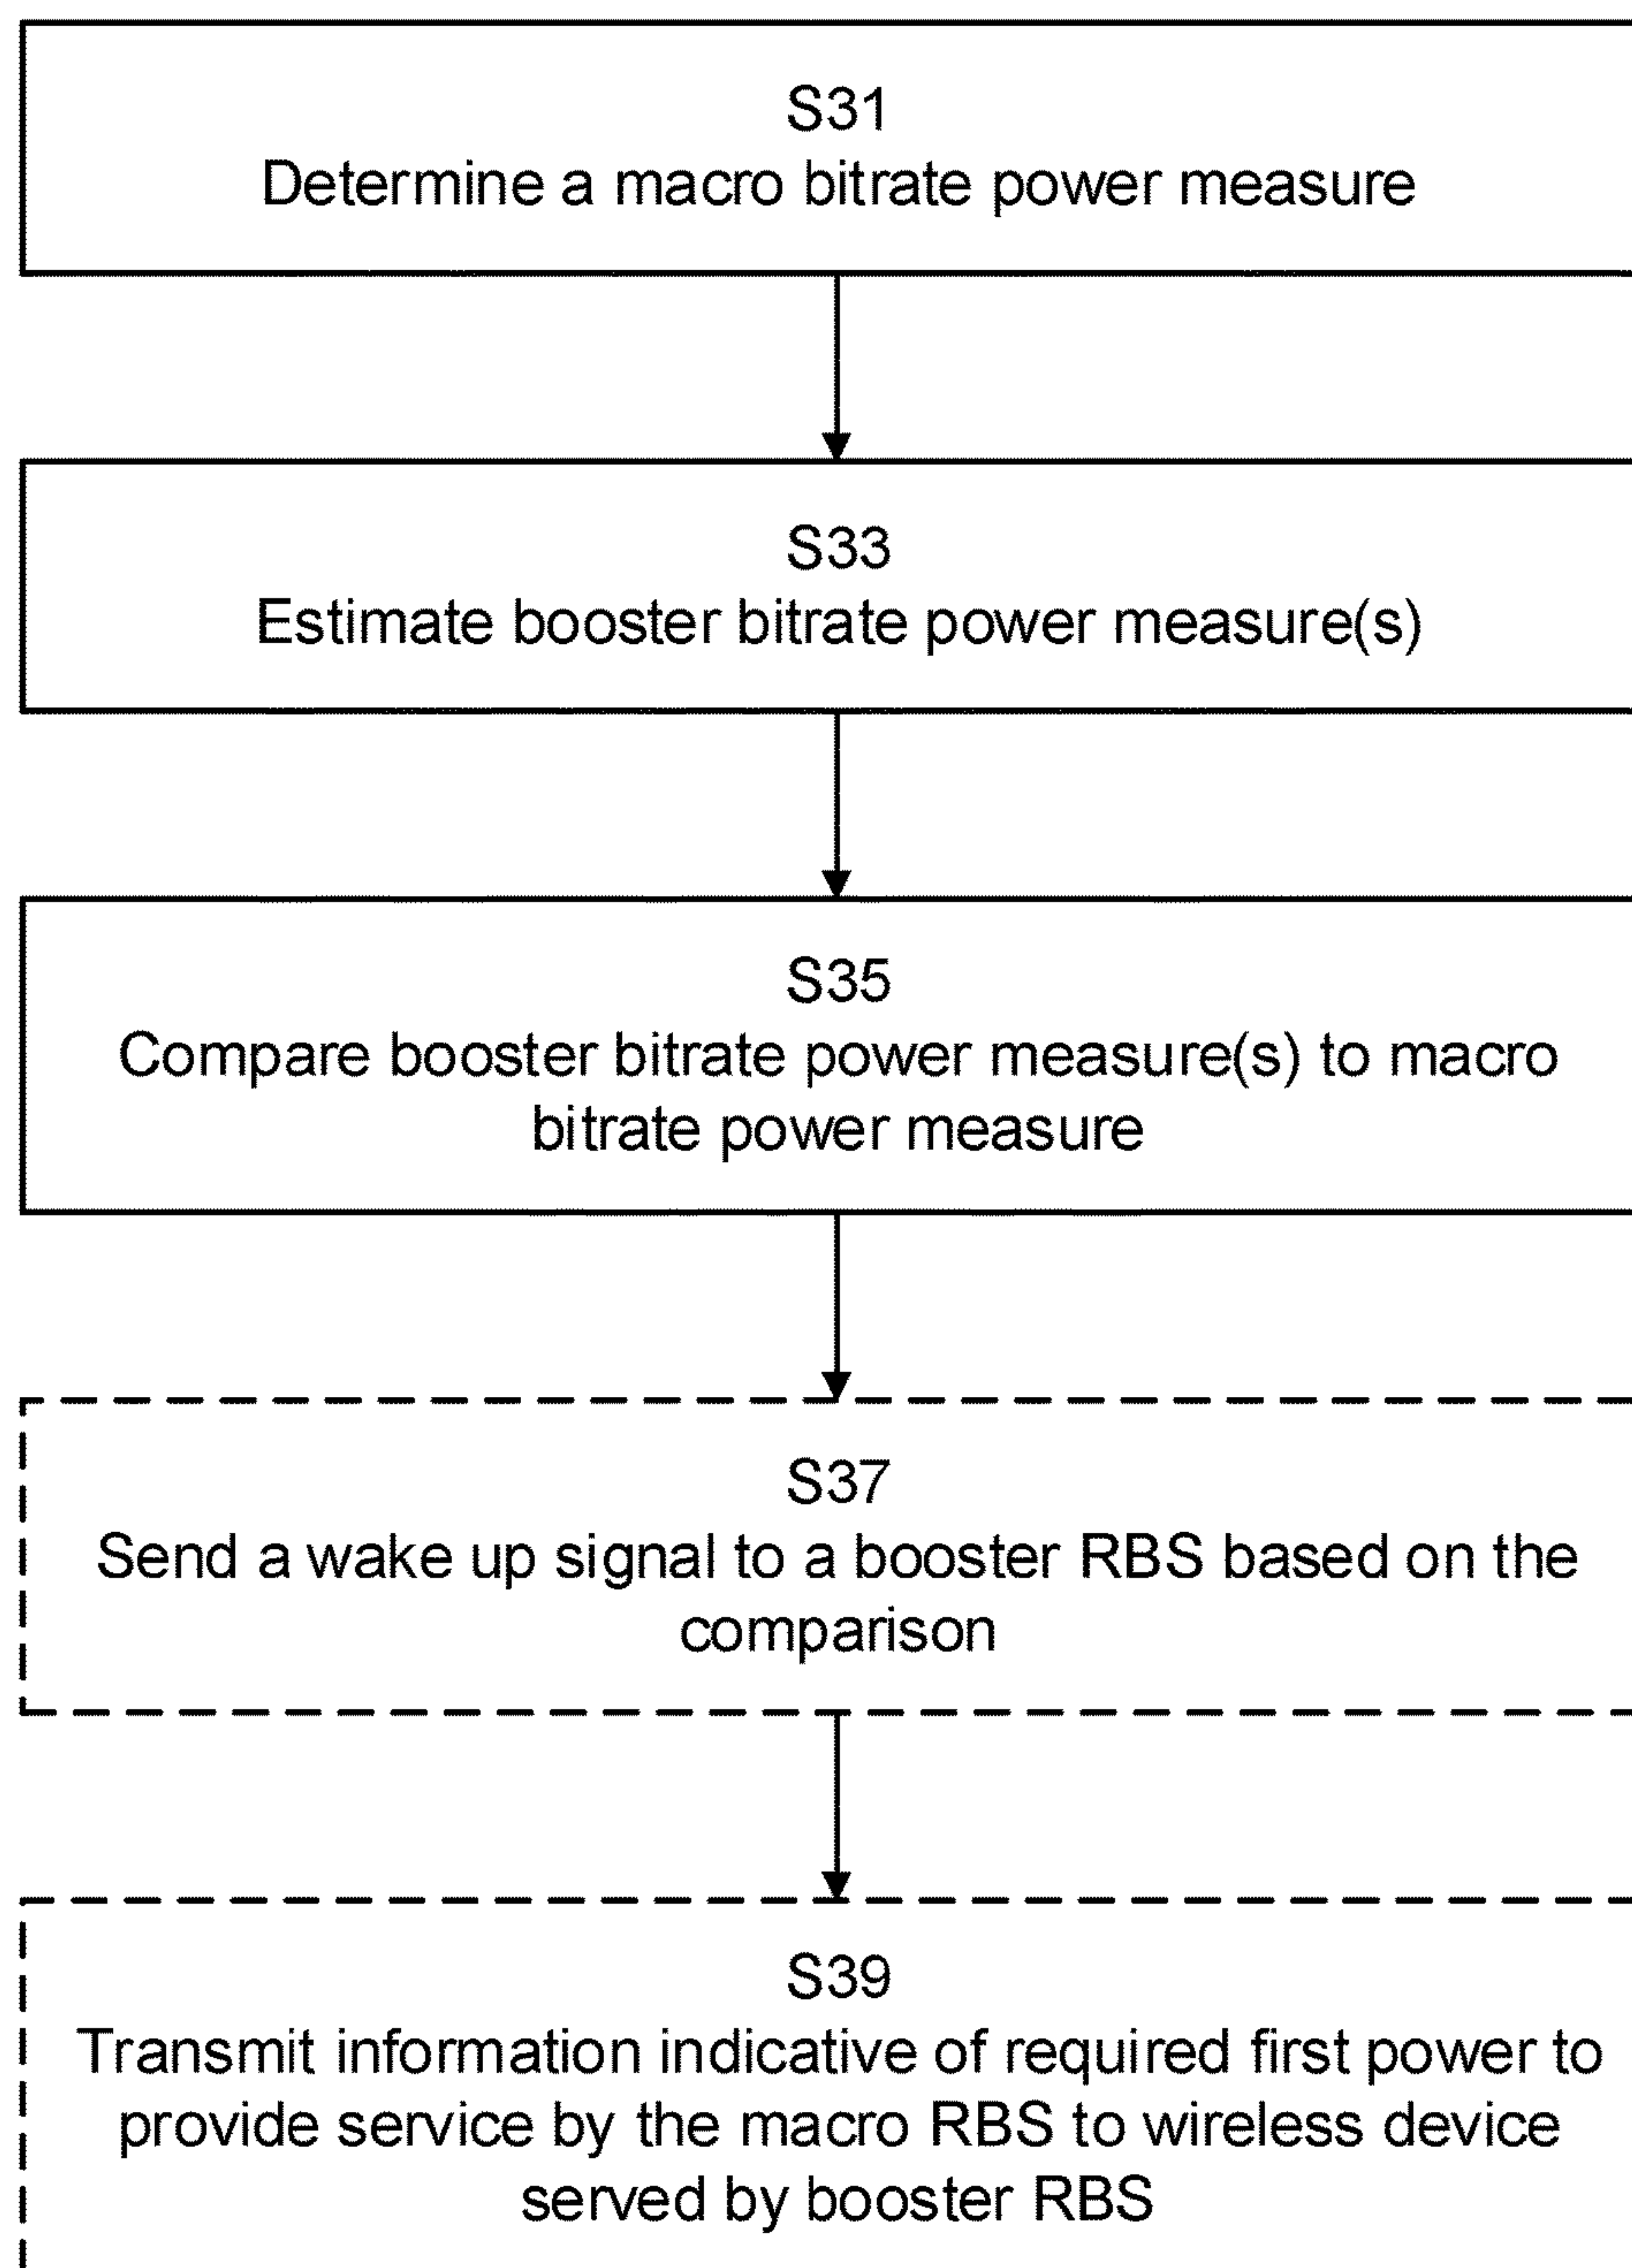 S31
Determine a macro bitrate power measure
S33
Estimate booster bitrate power measure(s)
S35
Compare booster bitrate power measure(s) to macro
bitrate power measure
S37
Send a wake up signal to a booster RBS based on the
comparison
S39
Transmit information indicative of required first power to
provide service by the macro RBS to wireless device
served by booster RBS